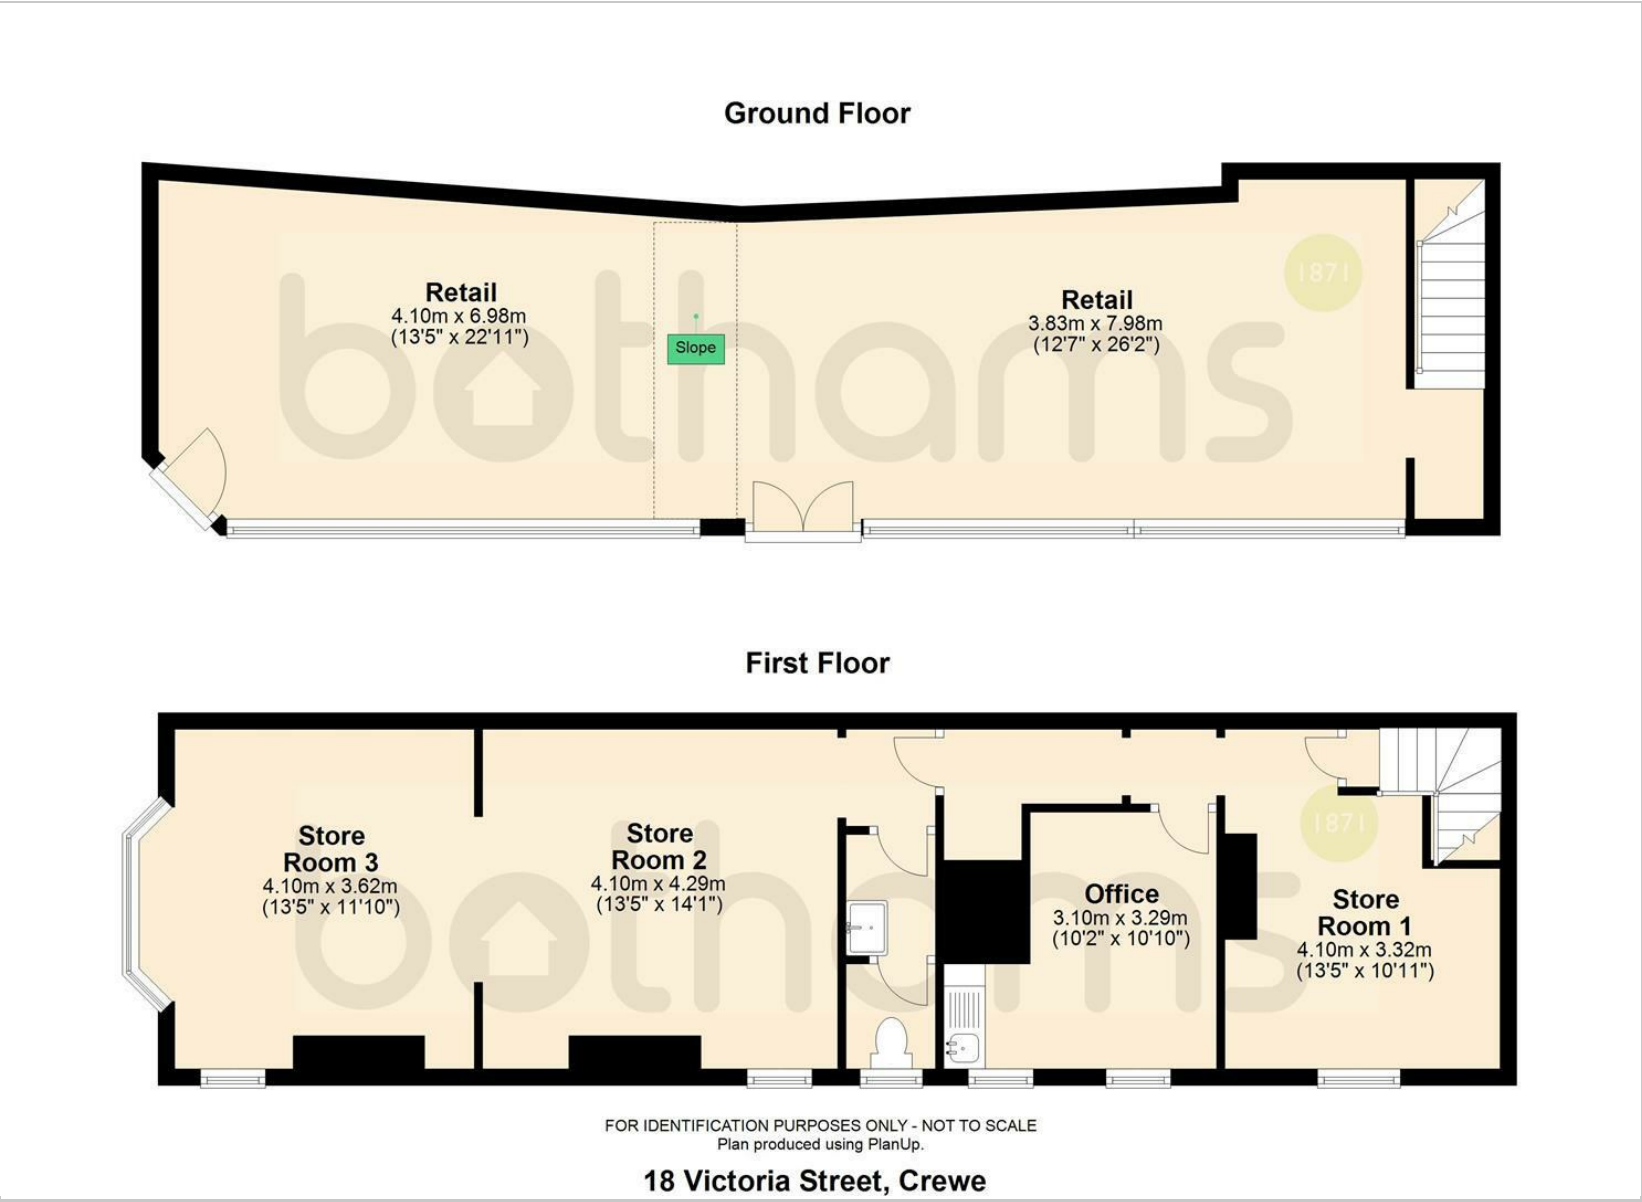 Ground Floor
Retail
4.10m x 6.98m
(13'5" x 22'11")
Slope
Retail
3.83m x 7.98m
(12'7" x 26'2")
1871
bothams
First Floor
Store
Room 3
4.10m x 3.62m
(13'5" x 11'10")
Store
Room 2
4.10m x 4.29m
(13'5" x 14'1")
Office
3.10m x 3.29m
(10'2" x 10'10")
Store
Room 1
4.10m x 3.32m
(13'5" x 10'11")
1871
bothams
FOR IDENTIFICATION PURPOSES ONLY - NOT TO SCALE
Plan produced using PlanUp.
18 Victoria Street, Crewe